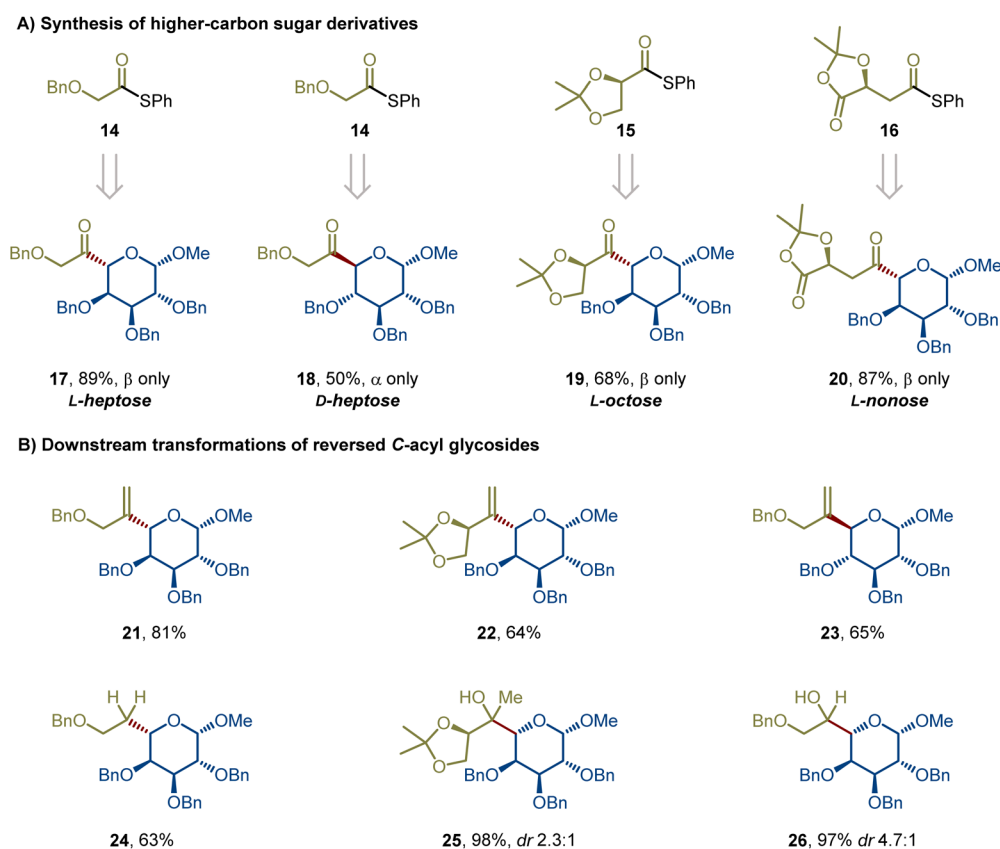 A) Synthesis of higher-carbon sugar derivatives
BnO O SPh
14
BnO O SPh
14
O O O SPh
15
O O O O SPh
16
BnO O O OMe
BnO OBn
OBn
17, 89%, β only
L-heptose
BnO O O OMe
BnO OBn
OBn
18, 50%, α only
D-heptose
O O O O OMe
BnO OBn
OBn
19, 68%, β only
L-octose
O O O O O OMe
BnO OBn
OBn
20, 87%, β only
L-nonose
B) Downstream transformations of reversed C-acyl glycosides
BnO O OMe
BnO OBn
OBn
21, 81%
O O O OMe
BnO OBn
OBn
22, 64%
BnO O OMe
BnO OBn
OBn
23, 65%
H H
BnO O OMe
BnO OBn
OBn
24, 63%
HO Me
O O O OMe
BnO OBn
OBn
25, 98%, dr 2.3:1
HO H
BnO O OMe
BnO OBn
OBn
26, 97% dr 4.7:1